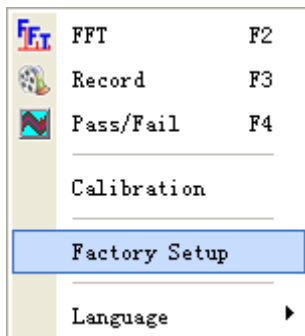 FFT F2
Record F3
Pass/Fail F4
Calibration
Factory Setup
Language